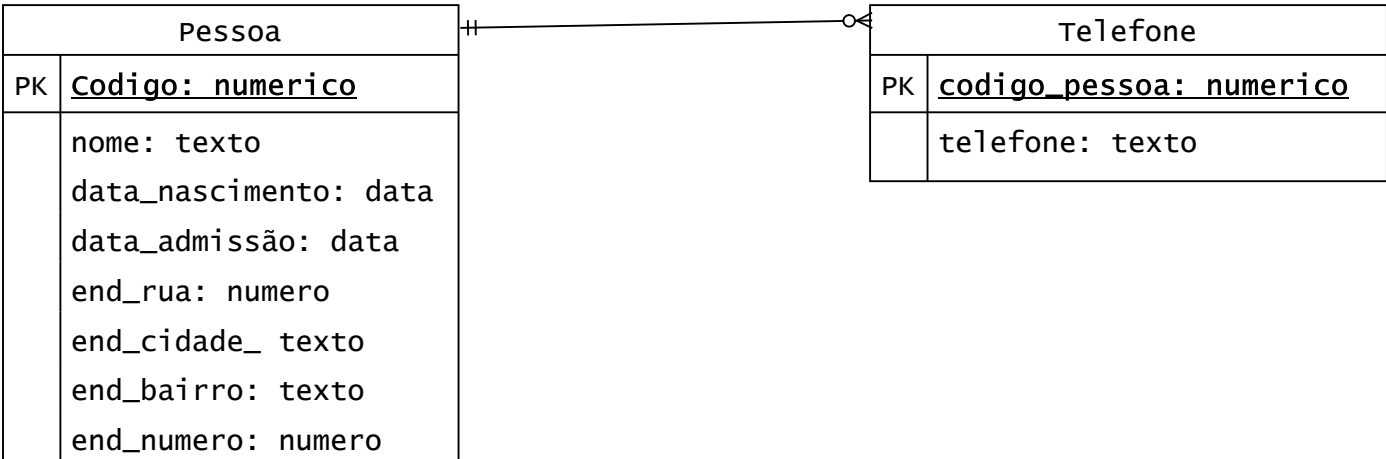 Pessoa
PK Codigo: numerico
nome: texto
data_nascimento: data
data_admissão: data
end_rua: numero
end_cidade_ texto
end_bairro: texto
end_numero: numero
Telefone
PK codigo_pessoa: numerico
telefone: texto